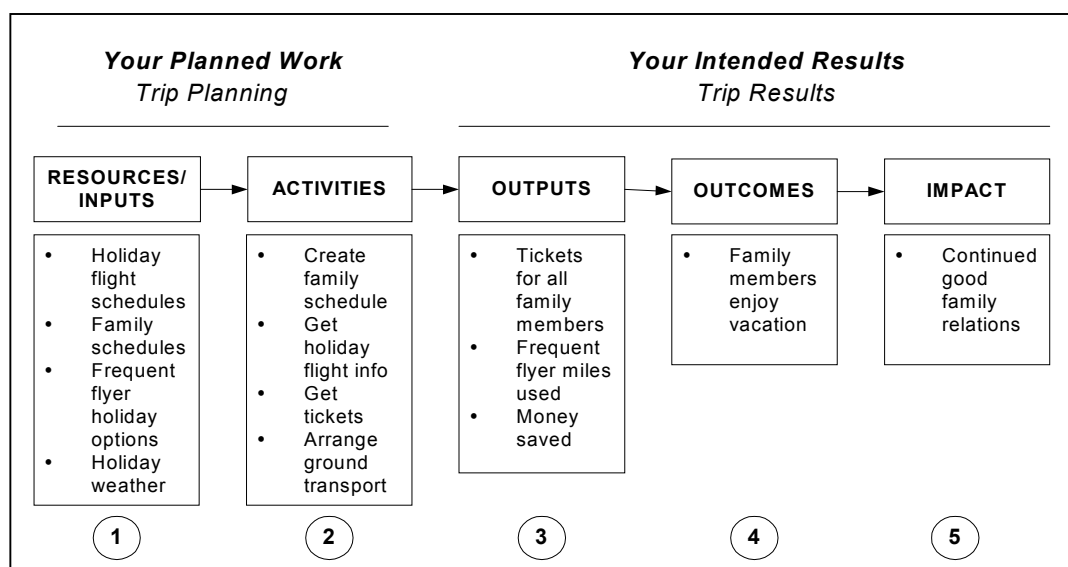 Your Planned Work
Trip Planning
Your Intended Results
Trip Results
RESOURCES/
INPUTS
ACTIVITIES
OUTPUTS
OUTCOMES
IMPACT
• Holiday
flight
schedules
• Family
schedules
• Frequent
flyer
holiday
options
• Holiday
weather
• Create
family
schedule
• Get
holiday
flight info
• Get
tickets
• Arrange
ground
transport
• Tickets
for all
family
members
• Frequent
flyer miles
used
• Money
saved
• Family
members
enjoy
vacation
• Continued
good
family
relations
1
2
3
4
5